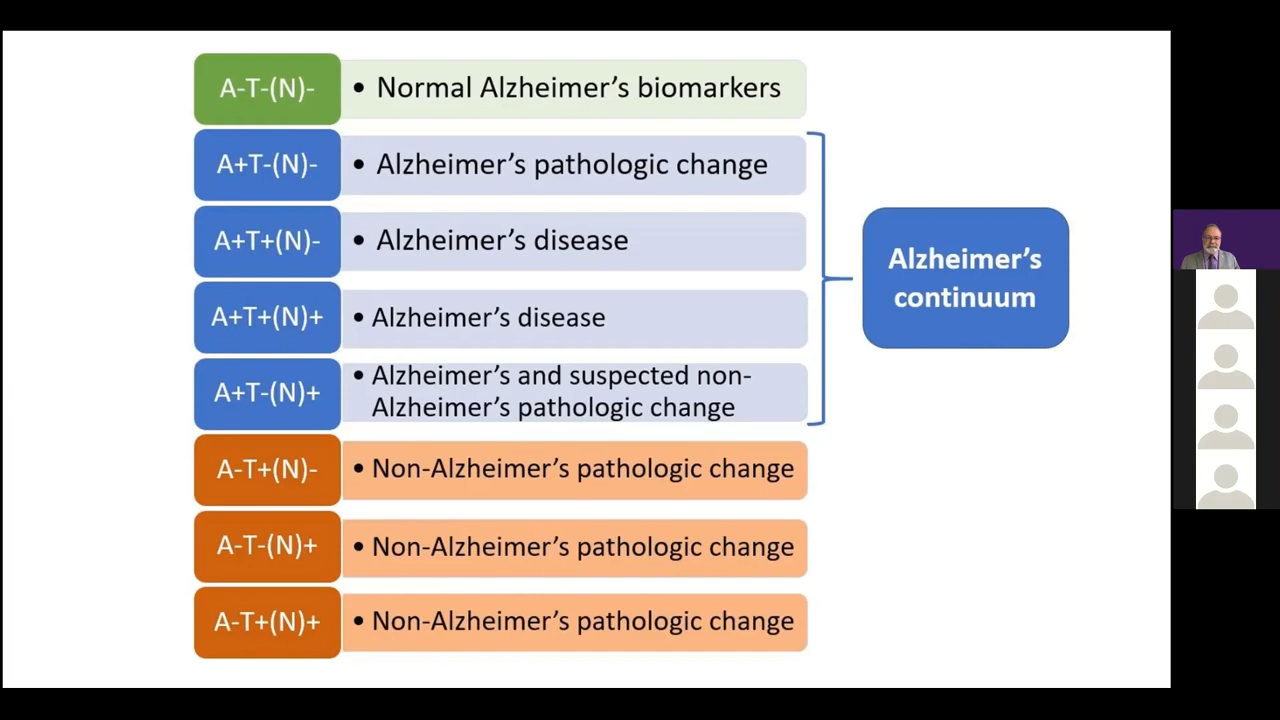 A-T-(N)-
• Normal Alzheimer's biomarkers
A+T-(N)-
• Alzheimer's pathologic change
A+T+(N)-
• Alzheimer's disease
A+T+(N)+
• Alzheimer's disease
A+T-(N)+
• Alzheimer's and suspected non-
Alzheimer's pathologic change
Alzheimer's
continuum
A-T+(N)-
• Non-Alzheimer's pathologic change
A-T-(N)+
• Non-Alzheimer's pathologic change
A-T+(N)+
• Non-Alzheimer's pathologic change